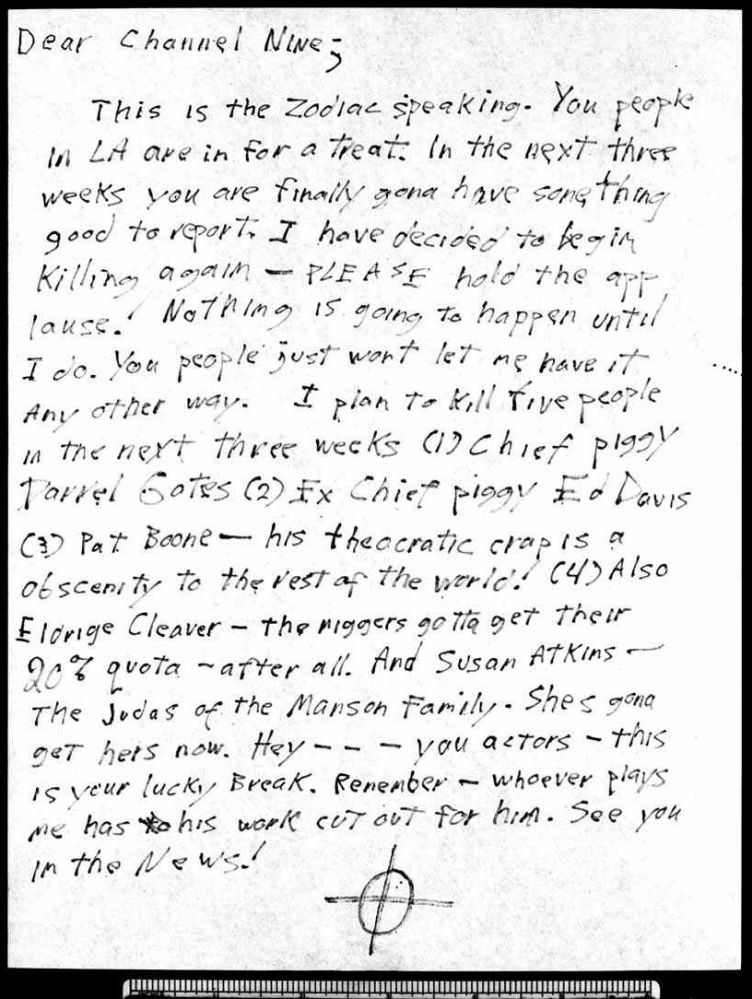 Dear Channel Nine;
This is the Zodiac speaking. You people
in LA are in for a treat. In the next three
weeks you are finally gona have something
good to report. I have decided to begin
Killing again — PLEASE hold the app
lause! Nothing is going to happen until
I do. You people just wont let me have it
Any other way. I plan to kill five people
in the next three weeks (1) Chief piggy
Darrel Gates (2) Ex Chief piggy Ed Davis
(3) Pat Boone — his theocratic crap is a
obscenity to the rest of the world! (4) Also
Eldrige Cleaver — the niggers gotta get their
20% quota - after all. And Susan Atkins —
The Judas of the Manson Family. Shes gona
get hers now. Hey - - - you actors - this
is your lucky Break. Remember — whoever plays
me has his work cut out for him. See you
in the News!